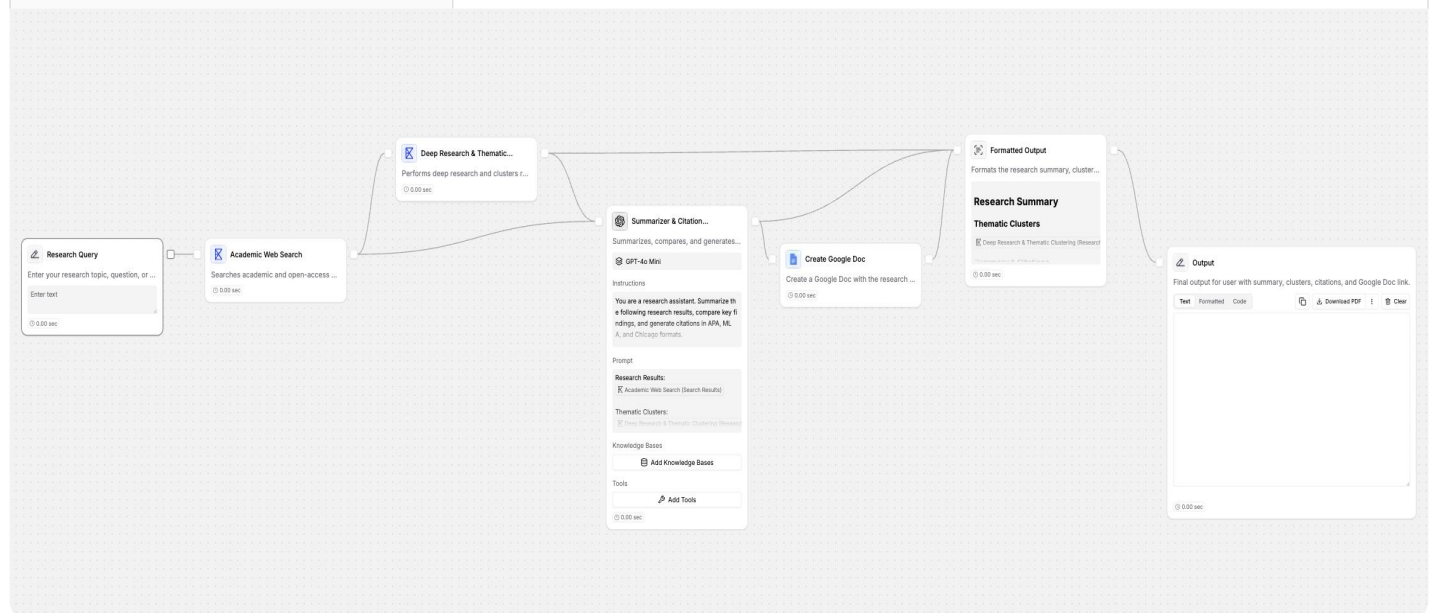 Research Query
Enter your research topic, question, or ...
Enter text
0.00 sec
Academic Web Search
Searches academic and open-access ...
0.00 sec
Deep Research & Thematic...
Performs deep research and clusters r...
0.00 sec
Summarizer & Citation...
Summarizes, compares, and generates...
GPT-4o Mini
Instructions
You are a research assistant. Summarize th
e following research results, compare key fi
ndings, and generate citations in APA, ML
A, and Chicago formats.
Prompt
Research Results:
Academic Web Search (Search Results)
Thematic Clusters:
Deep Research & Thematic Clustering (Research
Knowledge Bases
Add Knowledge Bases
Tools
Add Tools
0.00 sec
Create Google Doc
Create a Google Doc with the research ...
0.00 sec
Formatted Output
Formats the research summary, cluster...
Research Summary
Thematic Clusters
Deep Research & Thematic Clustering (Research
0.00 sec
Output
Final output for user with summary, clusters, citations, and Google Doc link.
Text Formatted Code Download PDF Clear
0.00 sec